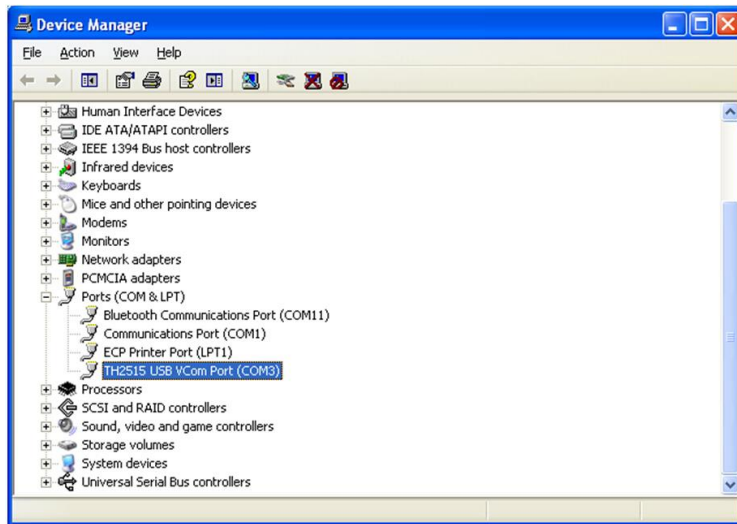 Device Manager
File Action View Help
Human Interface Devices
IDE ATA/ATAPI controllers
IEEE 1394 Bus host controllers
Infrared devices
Keyboards
Mice and other pointing devices
Modems
Monitors
Network adapters
PCMCIA adapters
Ports (COM & LPT)
Bluetooth Communications Port (COM11)
Communications Port (COM1)
ECP Printer Port (LPT1)
TH2515 USB VCom Port (COM3)
Processors
SCSI and RAID controllers
Sound, video and game controllers
Storage volumes
System devices
Universal Serial Bus controllers